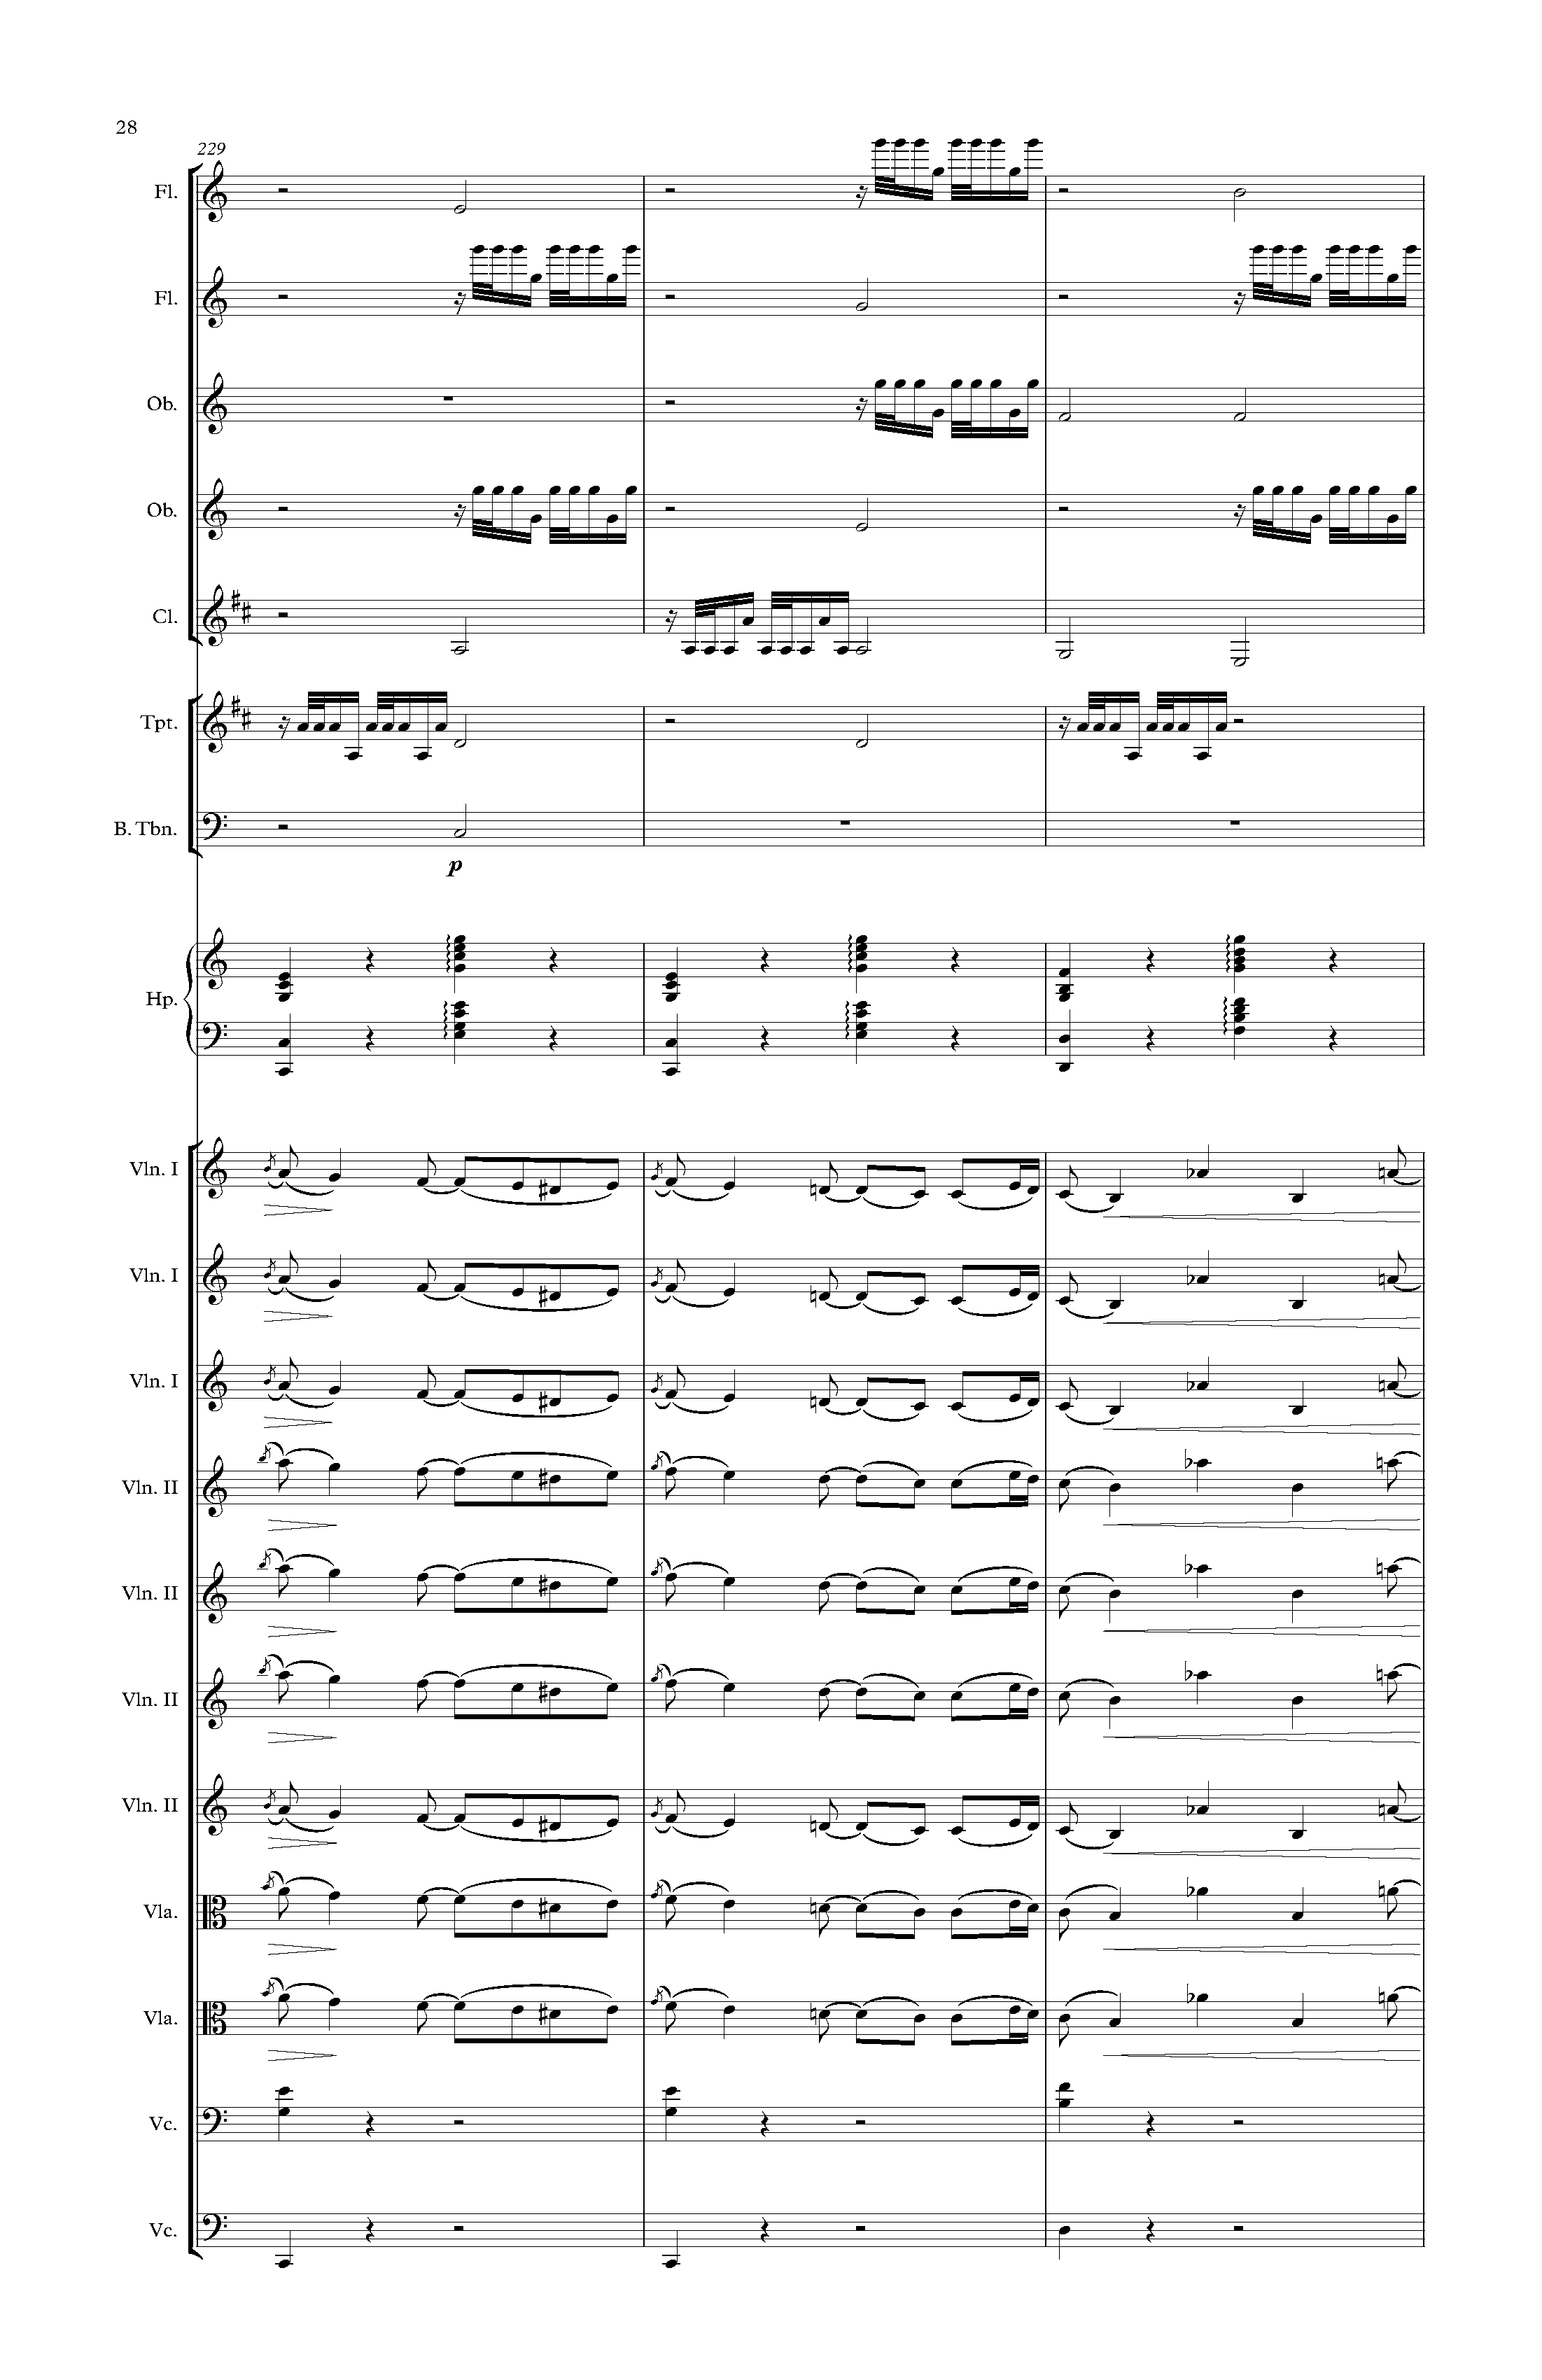 28
229
Fl.
Fl.
Ob.
Ob.
Cl.
Tpt.
B. Tbn.
p
Hp.
Vln. I
Vln. I
Vln. I
Vln. II
Vln. II
Vln. II
Vln. II
Vla.
Vla.
Vc.
Vc.